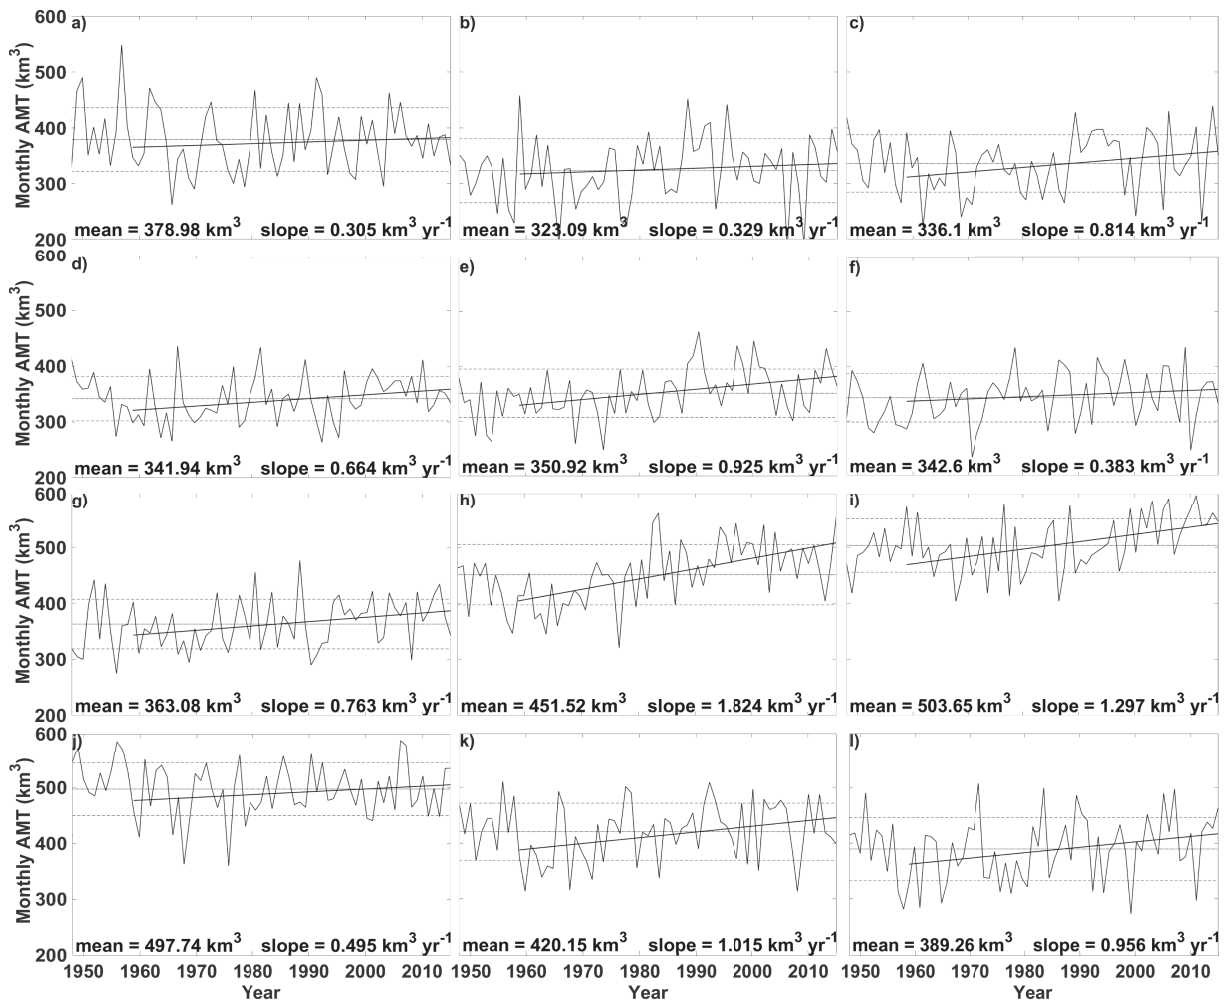 a) b) c)
600
500
400
300
200
Monthly AMT (km³)
mean = 378.98 km³ slope = 0.305 km³ yr⁻¹
mean = 323.09 km³ slope = 0.329 km³ yr⁻¹
mean = 336.1 km³ slope = 0.814 km³ yr⁻¹
d) e) f)
600
500
400
300
200
Monthly AMT (km³)
mean = 341.94 km³ slope = 0.664 km³ yr⁻¹
mean = 350.92 km³ slope = 0.925 km³ yr⁻¹
mean = 342.6 km³ slope = 0.383 km³ yr⁻¹
g) h) i)
600
500
400
300
200
Monthly AMT (km³)
mean = 363.08 km³ slope = 0.763 km³ yr⁻¹
mean = 451.52 km³ slope = 1.824 km³ yr⁻¹
mean = 503.65 km³ slope = 1.297 km³ yr⁻¹
j) k) l)
600
500
400
300
200
Monthly AMT (km³)
mean = 497.74 km³ slope = 0.495 km³ yr⁻¹
mean = 420.15 km³ slope = 1.015 km³ yr⁻¹
mean = 389.26 km³ slope = 0.956 km³ yr⁻¹
1950 1960 1970 1980 1990 2000 2010
1950 1960 1970 1980 1990 2000 2010
1950 1960 1970 1980 1990 2000 2010
Year Year Year